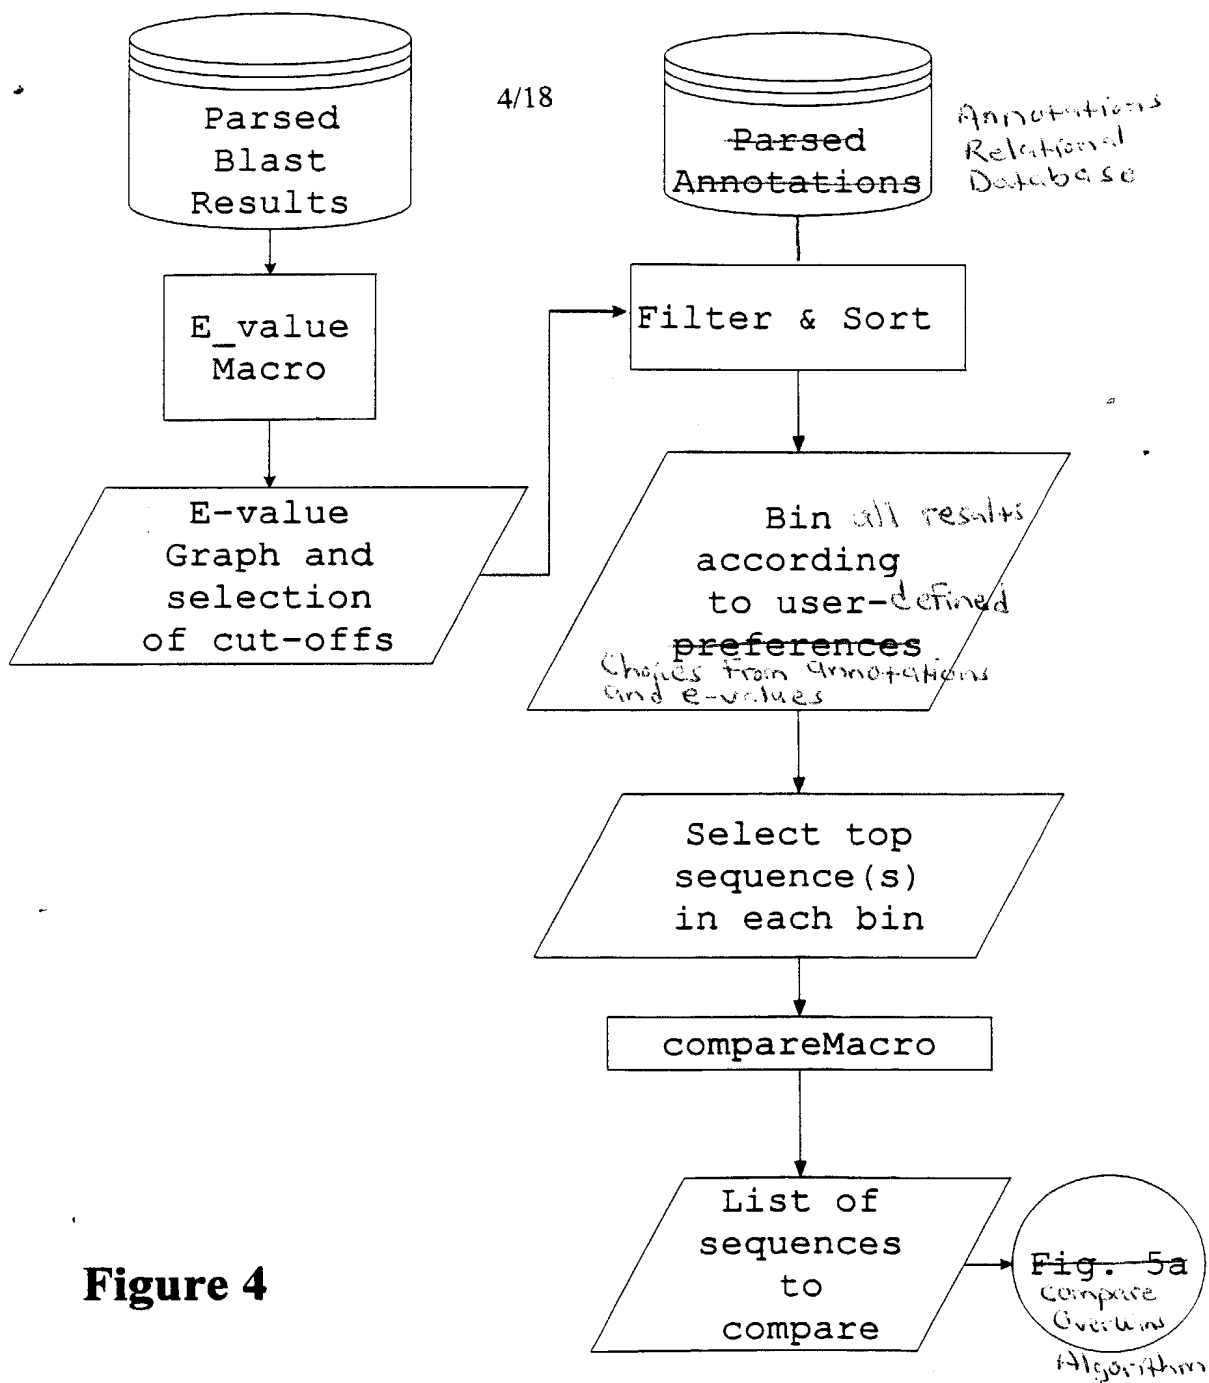 4/18
Parsed
Blast
Results
Parsed
Annotations
Annotations
Relational
Database
E_value
Macro
Filter & Sort
E-value
Graph and
selection
of cut-offs
Bin all results
according
to user-defined
preferences
Choices from annotations
and e-values
Select top
sequence(s)
in each bin
compareMacro
List of
sequences
to
compare
Fig. 5a
Compare
Algorithm
Figure 4